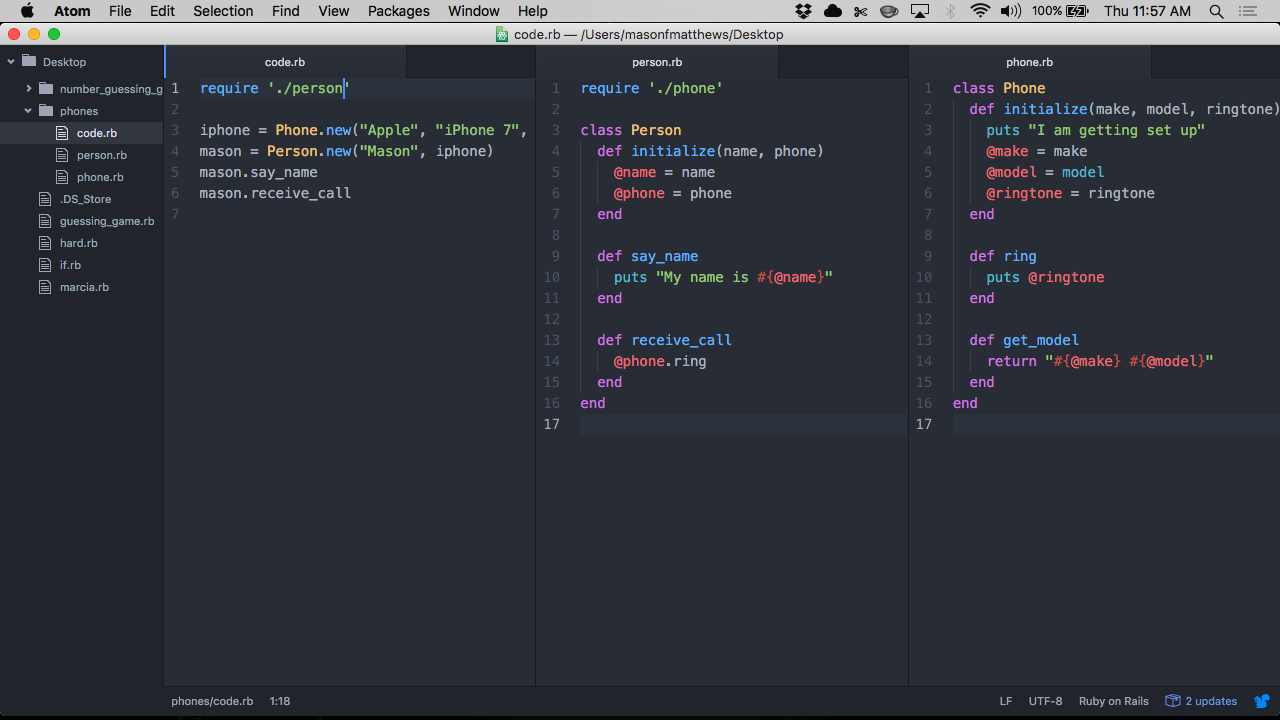 Atom File Edit Selection Find View Packages Window Help 100% Thu 11:57 AM
code.rb — /Users/masonfmatthews/Desktop
Desktop
number_guessing_g
phones
code.rb
person.rb
phone.rb
.DS_Store
guessing_game.rb
hard.rb
if.rb
marcia.rb
code.rb
1 require './person'
2
3 iphone = Phone.new("Apple", "iPhone 7",
4 mason = Person.new("Mason", iphone)
5 mason.say_name
6 mason.receive_call
7
person.rb
1 require './phone'
2
3 class Person
4 def initialize(name, phone)
5 @name = name
6 @phone = phone
7 end
8
9 def say_name
10 puts "My name is #{@name}"
11 end
12
13 def receive_call
14 @phone.ring
15 end
16 end
17
phone.rb
1 class Phone
2 def initialize(make, model, ringtone)
3 puts "I am getting set up"
4 @make = make
5 @model = model
6 @ringtone = ringtone
7 end
8
9 def ring
10 puts @ringtone
11 end
12
13 def get_model
14 return "#{@make} #{@model}"
15 end
16 end
17
phones/code.rb 1:18 LF UTF-8 Ruby on Rails 2 updates